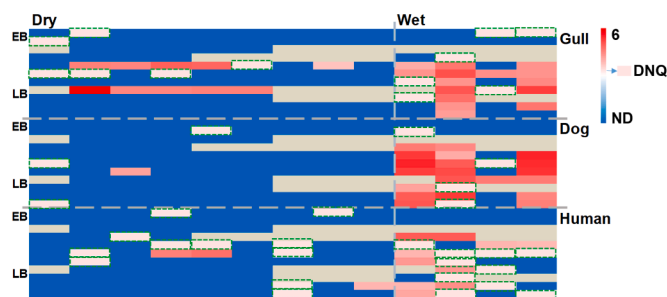 Dry Wet
EB Gull 6
DNQ
LB ND
EB Dog
LB
EB Human
LB